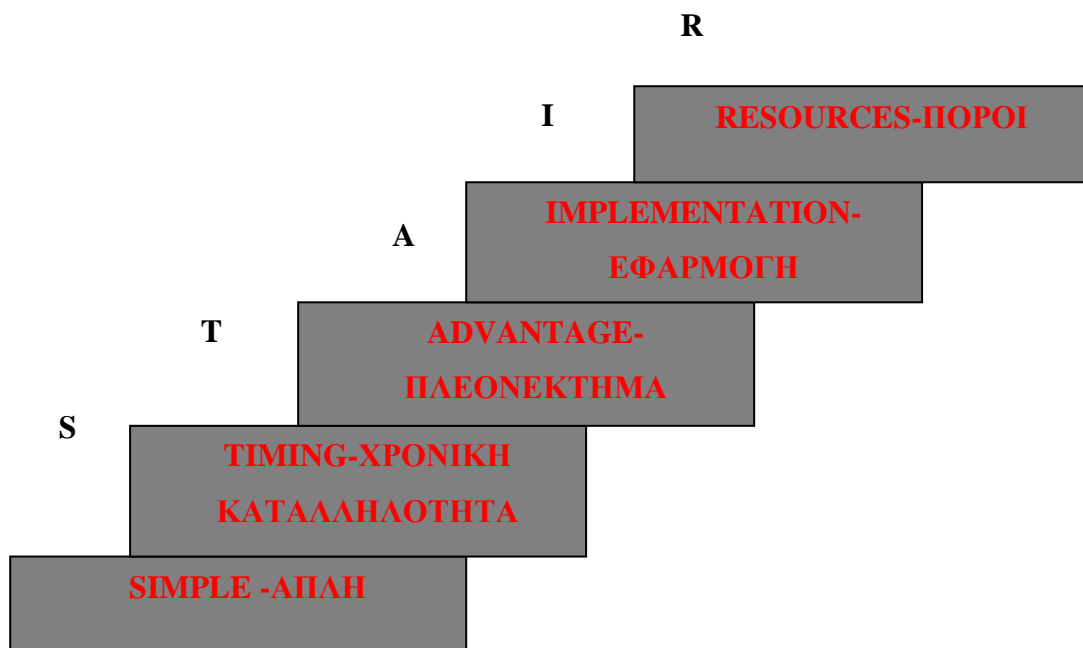 R
I
RESOURCES-ΠΟΡΟΙ
A
IMPLEMENTATION-
ΕΦΑΡΜΟΓΗ
T
ADVANTAGE-
ΠΛΕΟΝΕΚΤΗΜΑ
S
TIMING-ΧΡΟΝΙΚΗ
ΚΑΤΑΛΛΗΛΟΤΗΤΑ
SIMPLE -ΑΠΛΗ